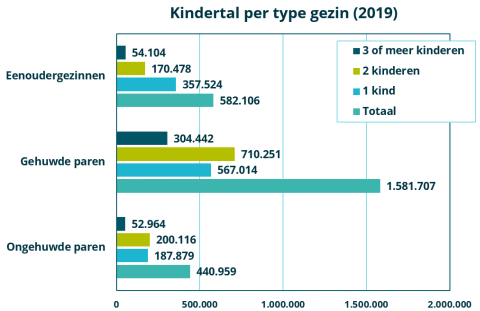 Kindertal per type gezin (2019)
3 of meer kinderen
2 kinderen
1 kind
Totaal
Eenoudergezinnen
54.104
170.478
357.524
582.106
Gehuwde paren
304.442
710.251
567.014
1.581.707
Ongehuwde paren
52.964
200.116
187.879
440.959
0
500.000
1.000.000
1.500.000
2.000.000